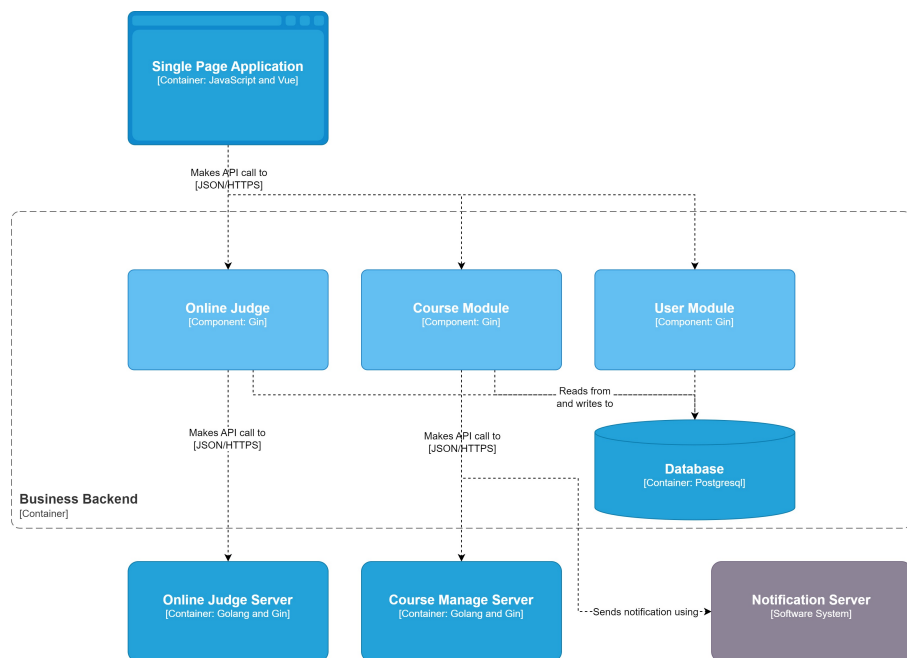 Single Page Application
[Container: JavaScript and Vue]
Makes API call to
[JSON/HTTPS]
Online Judge
[Component: Gin]
Course Module
[Component: Gin]
User Module
[Component: Gin]
Reads from
and writes to
Makes API call to
[JSON/HTTPS]
Makes API call to
[JSON/HTTPS]
Database
[Container: Postgresql]
Business Backend
[Container]
Online Judge Server
[Container: Golang and Gin]
Course Manage Server
[Container: Golang and Gin]
Sends notification using
Notification Server
[Software System]